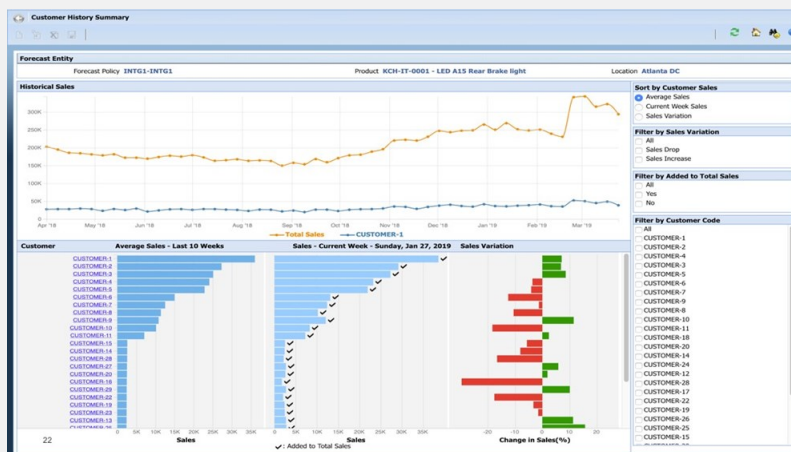 Customer History Summary
Forecast Entity
Forecast Policy INTG1-INTG1
Product KCH-IT-0001 - LED A15 Rear Brake light
Location Atlanta DC
Historical Sales
300K
250K
200K
150K
100K
50K
0K
Apr '18 May '18 Jun '18 Jul '18 Aug '18 Sep '18 Oct '18 Nov '18 Dec '18 Jan '19 Feb '19 Mar '19
Total Sales CUSTOMER-1
Customer Average Sales - Last 10 Weeks Sales - Current Week - Sunday, Jan 27, 2019 Sales Variation
CUSTOMER-1
CUSTOMER-2
CUSTOMER-3
CUSTOMER-4
CUSTOMER-5
CUSTOMER-6
CUSTOMER-7
CUSTOMER-8
CUSTOMER-9
CUSTOMER-10
CUSTOMER-11
CUSTOMER-15
CUSTOMER-14
CUSTOMER-28
CUSTOMER-27
CUSTOMER-20
CUSTOMER-18
CUSTOMER-29
CUSTOMER-22
CUSTOMER-19
CUSTOMER-23
CUSTOMER-13
0 5K 10K 15K 20K 25K 30K 35K
Sales
0K 5K 10K 15K 20K 25K 30K 35K
Sales
-20 -10 0 10 20
Change in Sales(%)
: Added to Total Sales
22
Sort by Customer Sales
Average Sales
Current Week Sales
Sales Variation
Filter by Sales Variation
All
Sales Drop
Sales Increase
Filter by Added to Total Sales
All
Yes
No
Filter by Customer Code
All
CUSTOMER-1
CUSTOMER-2
CUSTOMER-4
CUSTOMER-3
CUSTOMER-5
CUSTOMER-6
CUSTOMER-7
CUSTOMER-9
CUSTOMER-8
CUSTOMER-10
CUSTOMER-11
CUSTOMER-18
CUSTOMER-20
CUSTOMER-14
CUSTOMER-24
CUSTOMER-12
CUSTOMER-28
CUSTOMER-17
CUSTOMER-22
CUSTOMER-19
CUSTOMER-26
CUSTOMER-25
CUSTOMER-15